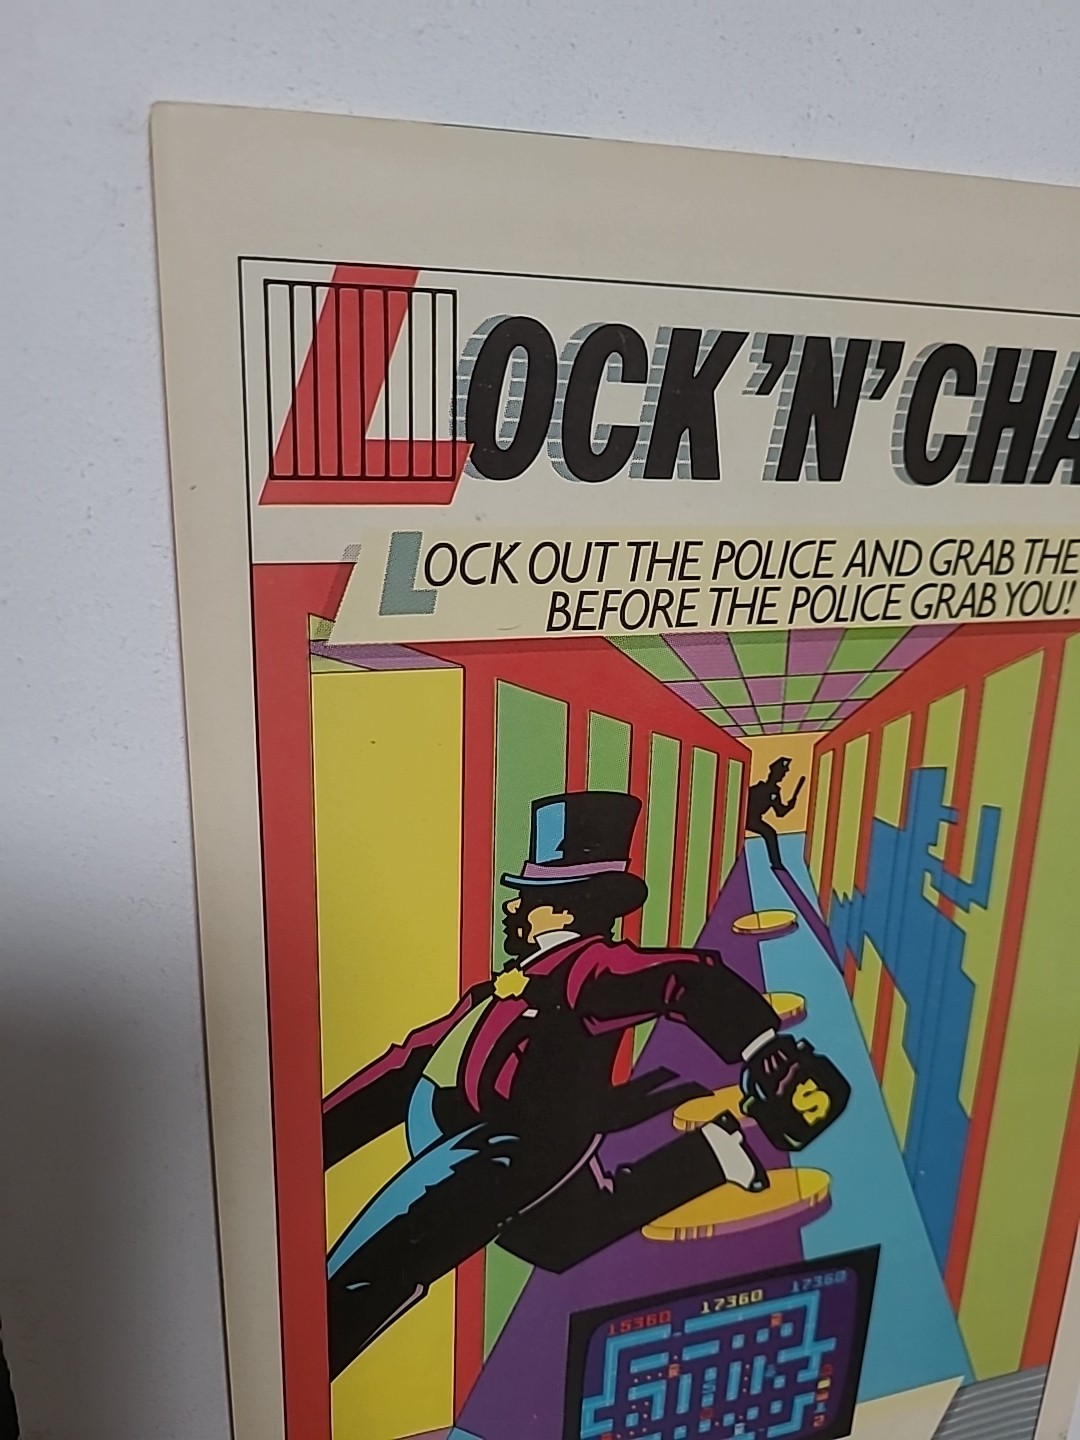 LOCK 'N' CHA
LOCK OUT THE POLICE AND GRAB THE
BEFORE THE POLICE GRAB YOU!
$
15360 17360 17360